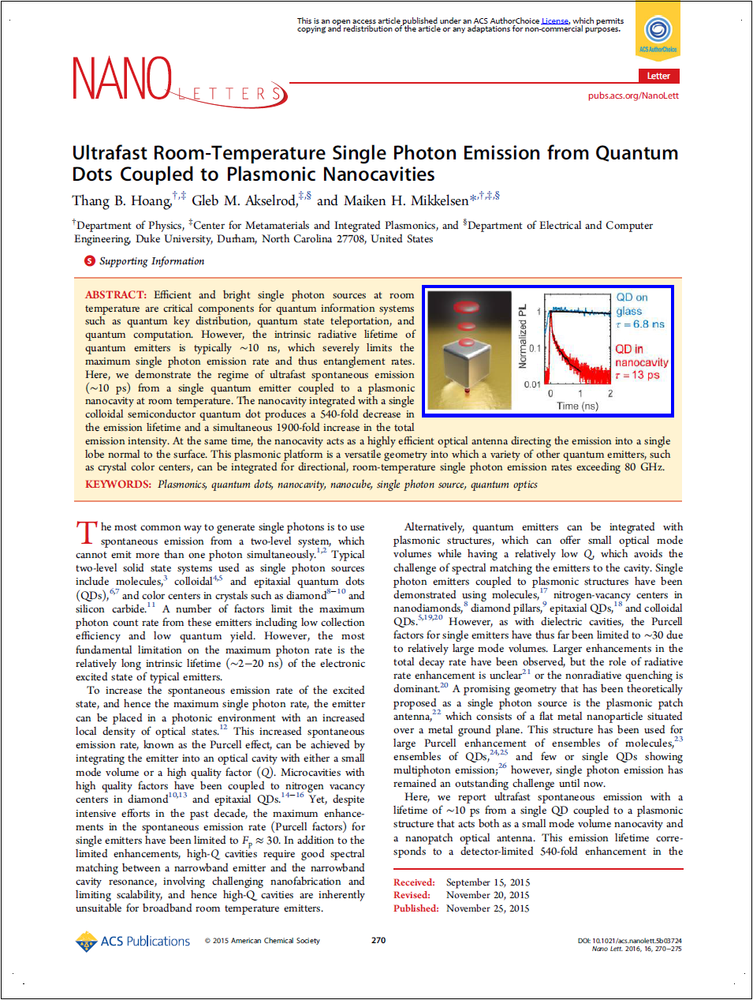 This is an open access article published under an ACS AuthorChoice License, which permits
copying and redistribution of the article or any adaptations for non-commercial purposes.
ACS AuthorChoice
NANO LETTERS
Letter
pubs.acs.org/NanoLett
Ultrafast Room-Temperature Single Photon Emission from Quantum
Dots Coupled to Plasmonic Nanocavities
Thang B. Hoang,†,‡ Gleb M. Akselrod,‡,§ and Maiken H. Mikkelsen*,†,‡,§
†Department of Physics, ‡Center for Metamaterials and Integrated Plasmonics, and §Department of Electrical and Computer
Engineering, Duke University, Durham, North Carolina 27708, United States
S Supporting Information
ABSTRACT: Efficient and bright single photon sources at room
temperature are critical components for quantum information systems
such as quantum key distribution, quantum state teleportation, and
quantum computation. However, the intrinsic radiative lifetime of
quantum emitters is typically ∼10 ns, which severely limits the
maximum single photon emission rate and thus entanglement rates.
Here, we demonstrate the regime of ultrafast spontaneous emission
(∼10 ps) from a single quantum emitter coupled to a plasmonic
nanocavity at room temperature. The nanocavity integrated with a single
colloidal semiconductor quantum dot produces a 540-fold decrease in
the emission lifetime and a simultaneous 1900-fold increase in the total
emission intensity. At the same time, the nanocavity acts as a highly efficient optical antenna directing the emission into a single
lobe normal to the surface. This plasmonic platform is a versatile geometry into which a variety of other quantum emitters, such
as crystal color centers, can be integrated for directional, room-temperature single photon emission rates exceeding 80 GHz.
Normalized PL
1
0.1
0.01
0 1 2
Time (ns)
QD on
glass
τ = 6.8 ns
QD in
nanocavity
τ = 13 ps
KEYWORDS: Plasmonics, quantum dots, nanocavity, nanocube, single photon source, quantum optics
The most common way to generate single photons is to use
spontaneous emission from a two-level system, which
cannot emit more than one photon simultaneously.1,2 Typical
two-level solid state systems used as single photon sources
include molecules,3 colloidal4,5 and epitaxial quantum dots
(QDs),6,7 and color centers in crystals such as diamond8−10 and
silicon carbide.11 A number of factors limit the maximum
photon count rate from these emitters including low collection
efficiency and low quantum yield. However, the most
fundamental limitation on the maximum photon rate is the
relatively long intrinsic lifetime (∼2−20 ns) of the electronic
excited state of typical emitters.
To increase the spontaneous emission rate of the excited
state, and hence the maximum single photon rate, the emitter
can be placed in a photonic environment with an increased
local density of optical states.12 This increased spontaneous
emission rate, known as the Purcell effect, can be achieved by
integrating the emitter into an optical cavity with either a small
mode volume or a high quality factor (Q). Microcavities with
high quality factors have been coupled to nitrogen vacancy
centers in diamond10,13 and epitaxial QDs.14−16 Yet, despite
intensive efforts in the past decade, the maximum enhance-
ments in the spontaneous emission rate (Purcell factors) for
single emitters have been limited to Fp ≈ 30. In addition to the
limited enhancements, high-Q cavities require good spectral
matching between a narrowband emitter and the narrowband
cavity resonance, involving challenging nanofabrication and
limiting scalability, and hence high-Q cavities are inherently
unsuitable for broadband room temperature emitters.
Alternatively, quantum emitters can be integrated with
plasmonic structures, which can offer small optical mode
volumes while having a relatively low Q, which avoids the
challenge of spectral matching the emitters to the cavity. Single
photon emitters coupled to plasmonic structures have been
demonstrated using molecules,17 nitrogen-vacancy centers in
nanodiamonds,8 diamond pillars,9 epitaxial QDs,18 and colloidal
QDs.5,19,20 However, as with dielectric cavities, the Purcell
factors for single emitters have thus far been limited to ∼30 due
to relatively large mode volumes. Larger enhancements in the
total decay rate have been observed, but the role of radiative
rate enhancement is unclear21 or the nonradiative quenching is
dominant.20 A promising geometry that has been theoretically
proposed as a single photon source is the plasmonic patch
antenna,22 which consists of a flat metal nanoparticle situated
over a metal ground plane. This structure has been used for
large Purcell enhancement of ensembles of molecules,23
ensembles of QDs,24,25 and few or single QDs showing
multiphoton emission;26 however, single photon emission has
remained an outstanding challenge until now.
Here, we report ultrafast spontaneous emission with a
lifetime of ∼10 ps from a single QD coupled to a plasmonic
structure that acts both as a small mode volume nanocavity and
a nanopatch optical antenna. This emission lifetime corre-
sponds to a detector-limited 540-fold enhancement in the
Received: September 15, 2015
Revised: November 20, 2015
Published: November 25, 2015
ACS Publications
© 2015 American Chemical Society
270
DOI: 10.1021/acs.nanolett.5b03724
Nano Lett. 2016, 16, 270−275